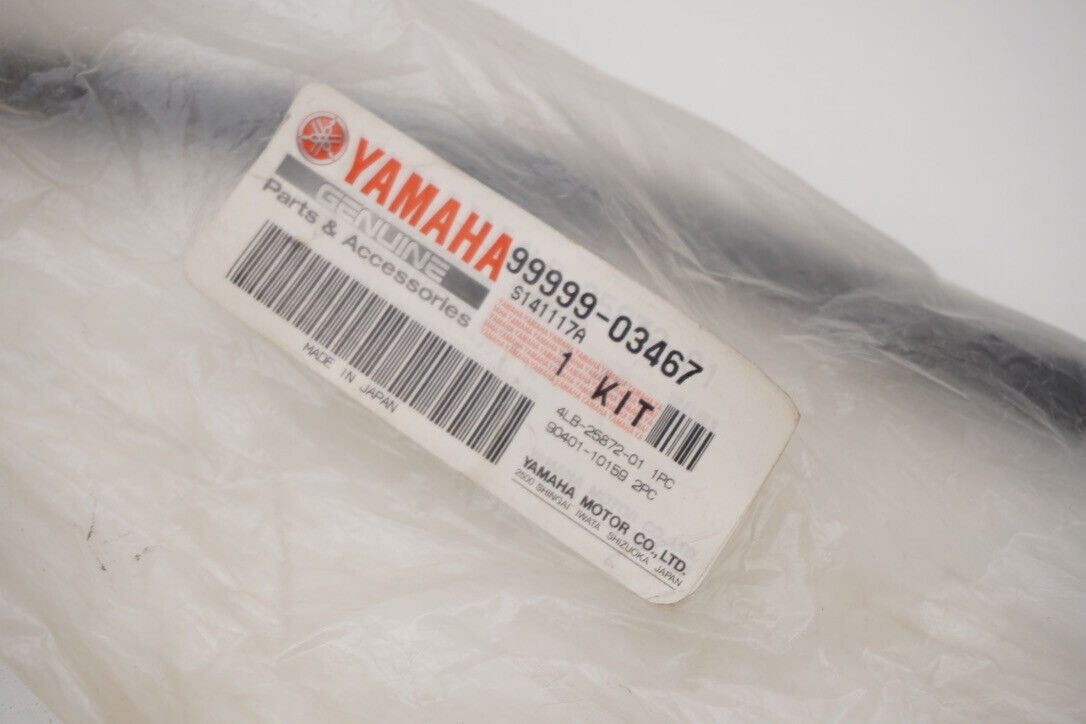 YAMAHA
GENUINE
Parts & Accessories
MADE IN JAPAN
99999-03467
S141117A
1 KIT
4LB-25872-01 1PC
90401-10159 2PC
YAMAHA MOTOR CO.,LTD.
2500 SHINGAI IWATA SHIZUOKA JAPAN